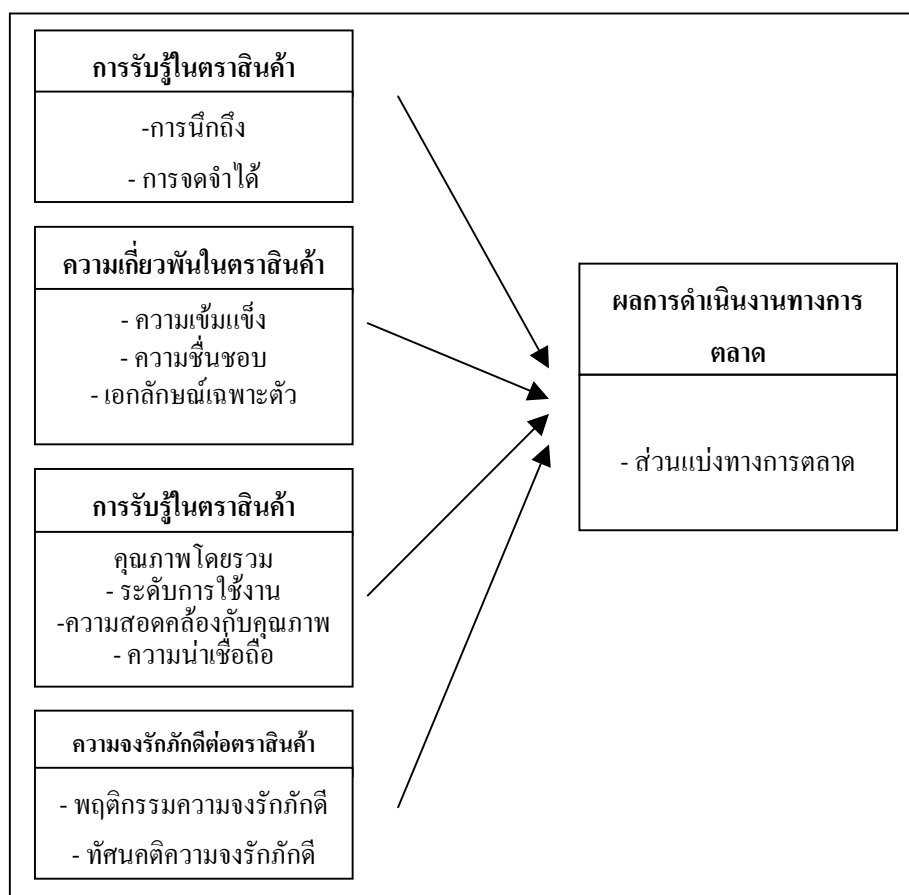 การรับรู้ในตราสินค้า
-การนึกถึง
- การจดจำได้
ความเกี่ยวพันในตราสินค้า
- ความเข้มแข็ง
- ความชื่นชอบ
- เอกลักษณ์เฉพาะตัว
การรับรู้ในตราสินค้า
คุณภาพโดยรวม
- ระดับการใช้งาน
-ความสอดคล้องกับคุณภาพ
- ความน่าเชื่อถือ
ความจงรักภักดีต่อตราสินค้า
- พฤติกรรมความจงรักภักดี
- ทัศนคติความจงรักภักดี
ผลการดำเนินงานทางการ
ตลาด
- ส่วนแบ่งทางการตลาด